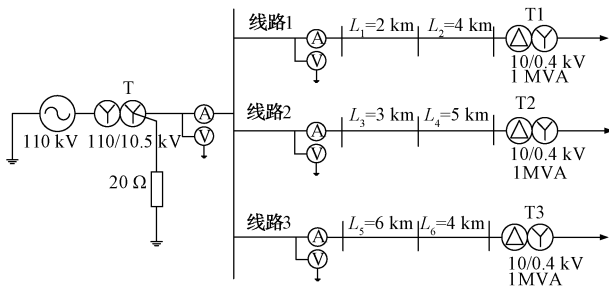 线路1
A
V
L1=2 km
L2=4 km
T1
10/0.4 kV
1 MVA
T
A
V
110 kV
110/10.5 kV
20 Ω
线路2
A
V
L3=3 km
L4=5 km
T2
10/0.4 kV
1MVA
线路3
A
V
L5=6 km
L6=4 km
T3
10/0.4 kV
1MVA